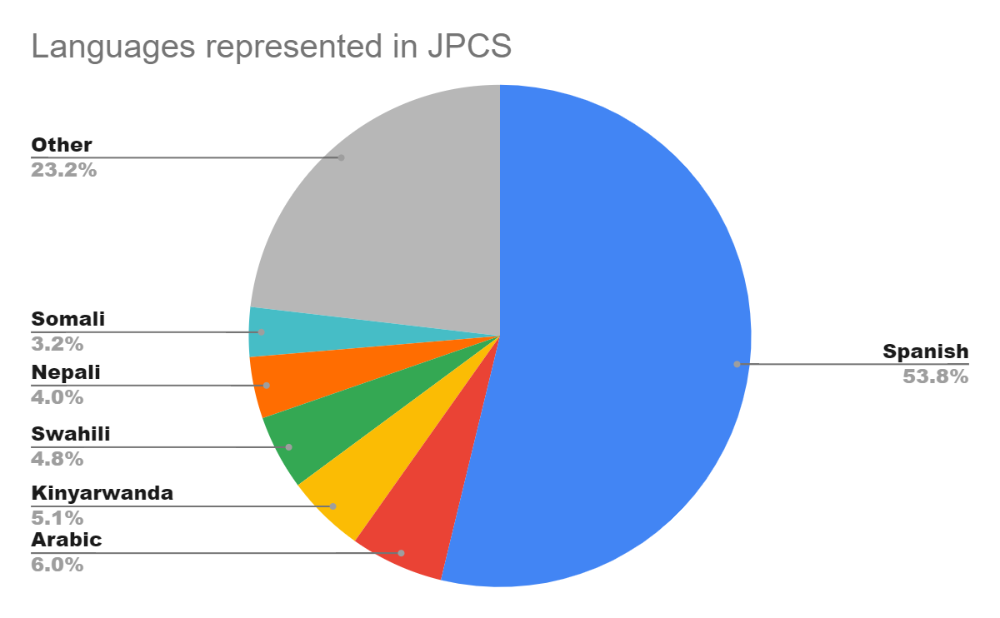 Languages represented in JPCS
Other
23.2%
Somali
3.2%
Nepali
4.0%
Swahili
4.8%
Kinyarwanda
5.1%
Arabic
6.0%
Spanish
53.8%